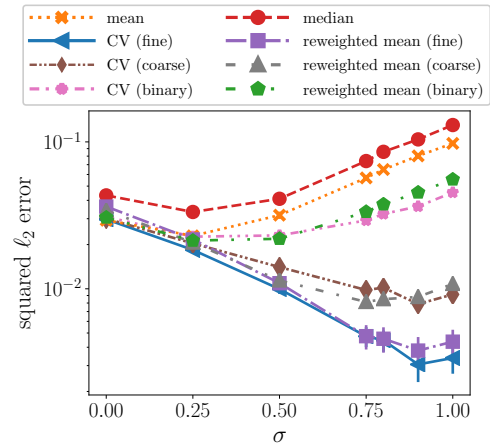 mean
median
CV (fine)
reweighted mean (fine)
CV (coarse)
reweighted mean (coarse)
CV (binary)
reweighted mean (binary)
squared ℓ₂ error
10⁻¹
10⁻²
0.00 0.25 0.50 0.75 1.00
σ